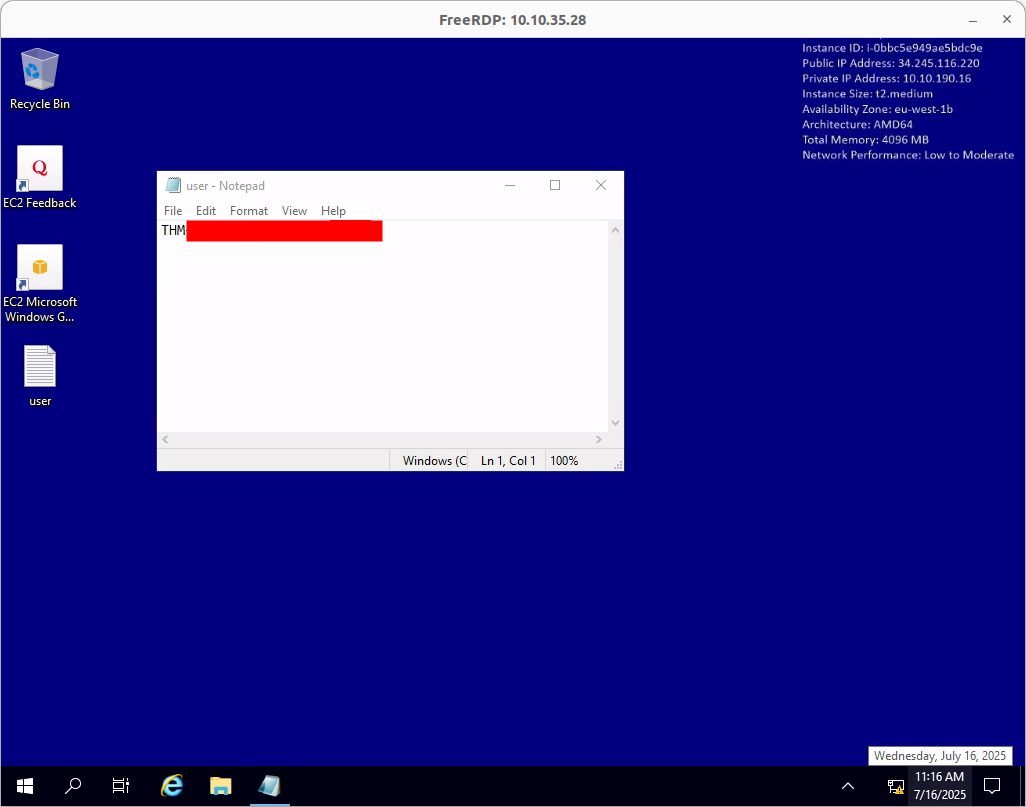 FreeRDP: 10.10.35.28
Instance ID: i-0bbc5e949ae5bdc9e
Public IP Address: 34.245.116.220
Private IP Address: 10.10.190.16
Instance Size: t2.medium
Availability Zone: eu-west-1b
Architecture: AMD64
Total Memory: 4096 MB
Network Performance: Low to Moderate
Recycle Bin
Q
EC2 Feedback
EC2 Microsoft
Windows G...
user
user - Notepad
File Edit Format View Help
THM
Windows (C Ln 1, Col 1 100%
Wednesday, July 16, 2025
11:16 AM
7/16/2025